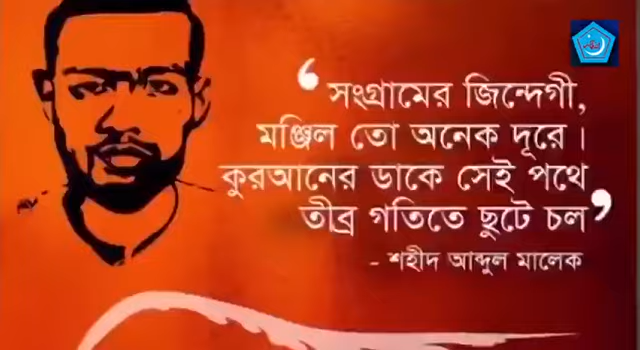 ‘সংগ্রামের জিন্দেগী,
মঞ্জিল তো অনেক দূরে।
কুরআনের ডাকে সেই পথে
তীব্র গতিতে ছুটে চল’
- শহীদ আব্দুল মালেক